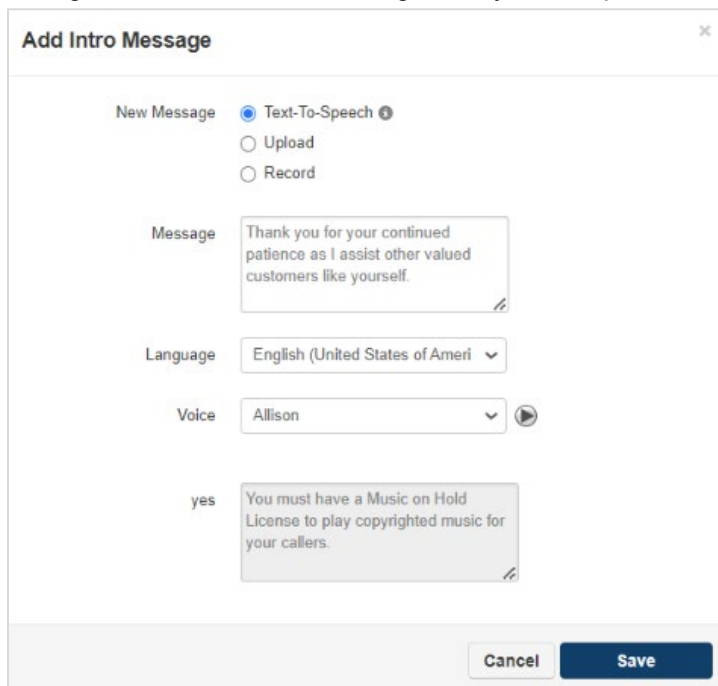 Add Intro Message
×
New Message
Text-To-Speech
Upload
Record
Message
Thank you for your continued
patience as I assist other valued
customers like yourself.
Language
English (United States of Ameri
Voice
Allison
yes
You must have a Music on Hold
License to play copyrighted music for
your callers.
Cancel
Save